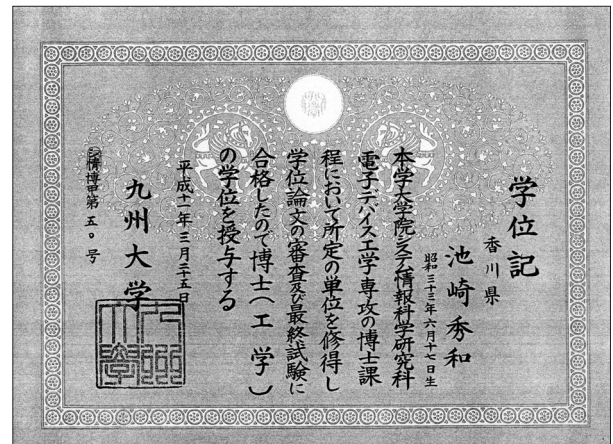 学位記
香川県
池崎秀和
昭和三十三年六月十七日生
本学大学院システム情報科学研究科
電子デバイス工学専攻の博士課
程において所定の単位を修得し
学位論文の審査及び最終試験に
合格したので博士(工学)
の学位を授与する
平成十一年三月二十五日
九州大学
情博甲第五〇号
九州大学